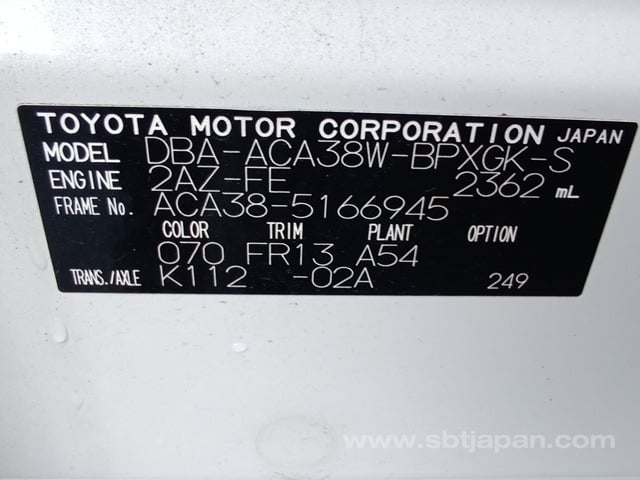 TOYOTA MOTOR CORPORATION JAPAN
MODEL DBA-ACA38W-BPXGK-S
ENGINE 2AZ-FE 2362 mL
FRAME No. ACA38-5166945
COLOR TRIM PLANT OPTION
070 FR13 A54
TRANS./AXLE K112 -02A 249
www.sbtjapan.com